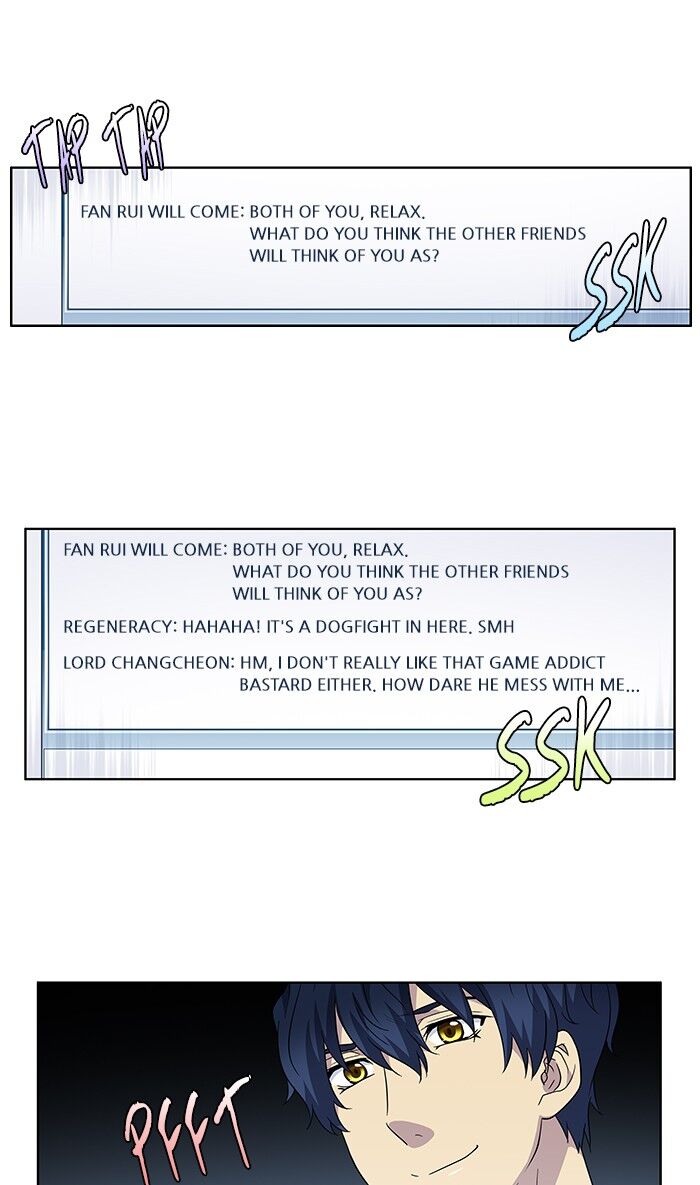 TAP TAP
FAN RUI WILL COME: BOTH OF YOU, RELAX.
WHAT DO YOU THINK THE OTHER FRIENDS
WILL THINK OF YOU AS?
SSK
FAN RUI WILL COME: BOTH OF YOU, RELAX.
WHAT DO YOU THINK THE OTHER FRIENDS
WILL THINK OF YOU AS?
REGENERACY: HAHAHA! IT'S A DOGFIGHT IN HERE. SMH
LORD CHANGCHEON: HM, I DON'T REALLY LIKE THAT GAME ADDICT
BASTARD EITHER. HOW DARE HE MESS WITH ME...
SSK
PFFT